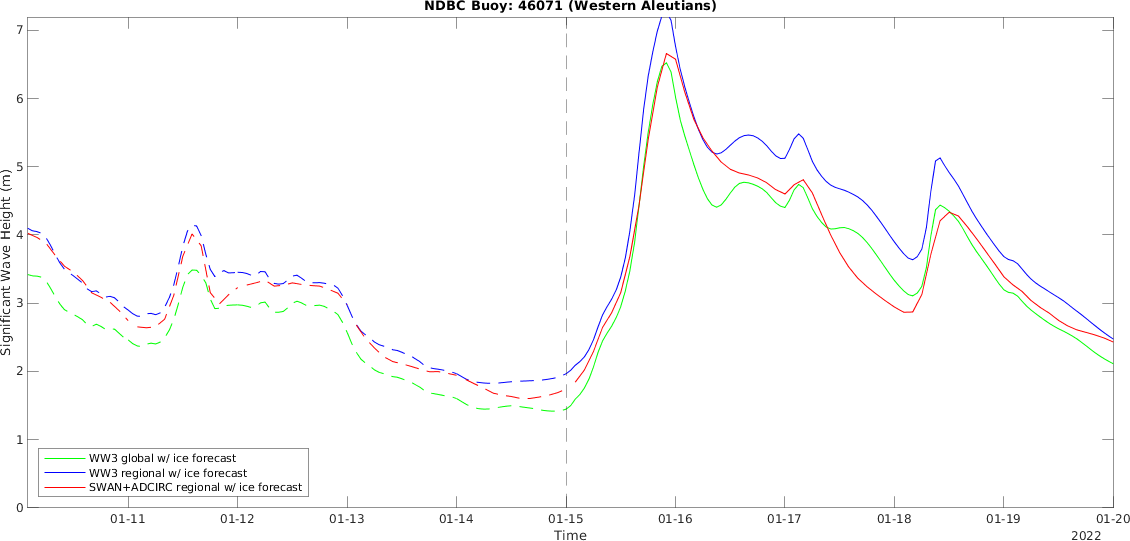 NDBC Buoy: 46071 (Western Aleutians)
Significant Wave Height (m)
7
6
5
4
3
2
1
0
WW3 global w/ ice forecast
WW3 regional w/ ice forecast
SWAN+ADCIRC regional w/ ice forecast
01-11 01-12 01-13 01-14 01-15 01-16 01-17 01-18 01-19 01-20
Time
2022